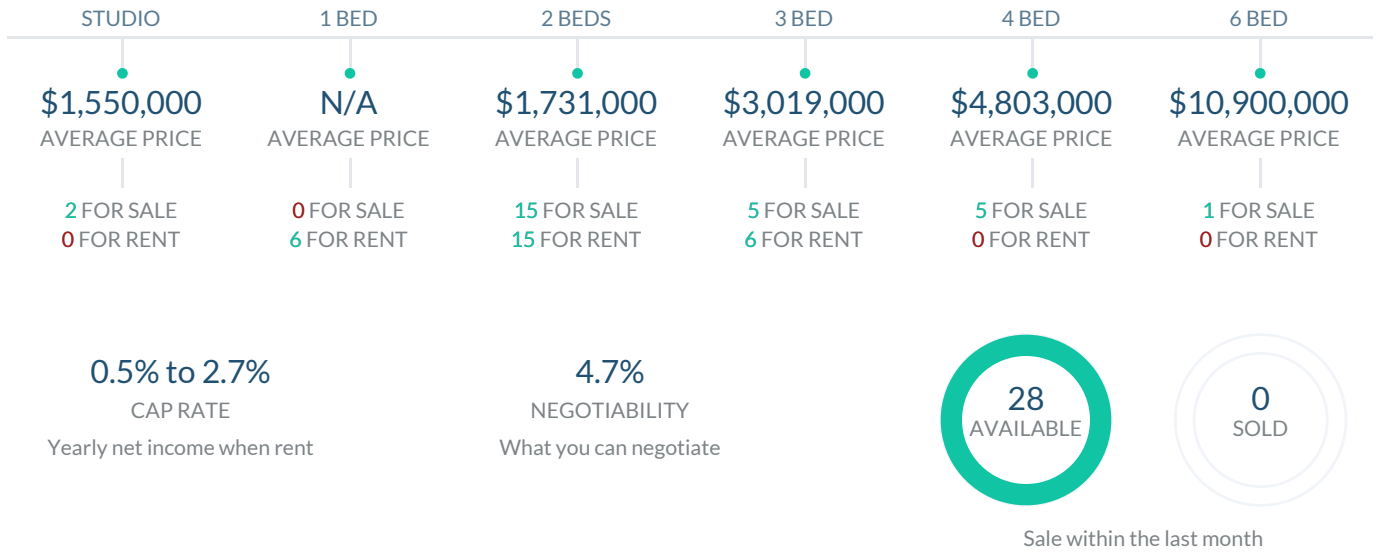 STUDIO
1 BED
2 BEDS
3 BED
4 BED
6 BED
$1,550,000
N/A
$1,731,000
$3,019,000
$4,803,000
$10,900,000
AVERAGE PRICE
AVERAGE PRICE
AVERAGE PRICE
AVERAGE PRICE
AVERAGE PRICE
AVERAGE PRICE
2 FOR SALE
0 FOR SALE
15 FOR SALE
5 FOR SALE
5 FOR SALE
1 FOR SALE
0 FOR RENT
6 FOR RENT
15 FOR RENT
6 FOR RENT
0 FOR RENT
0 FOR RENT
0.5% to 2.7%
CAP RATE
Yearly net income when rent
4.7%
NEGOTIABILITY
What you can negotiate
28
AVAILABLE
0
SOLD
Sale within the last month